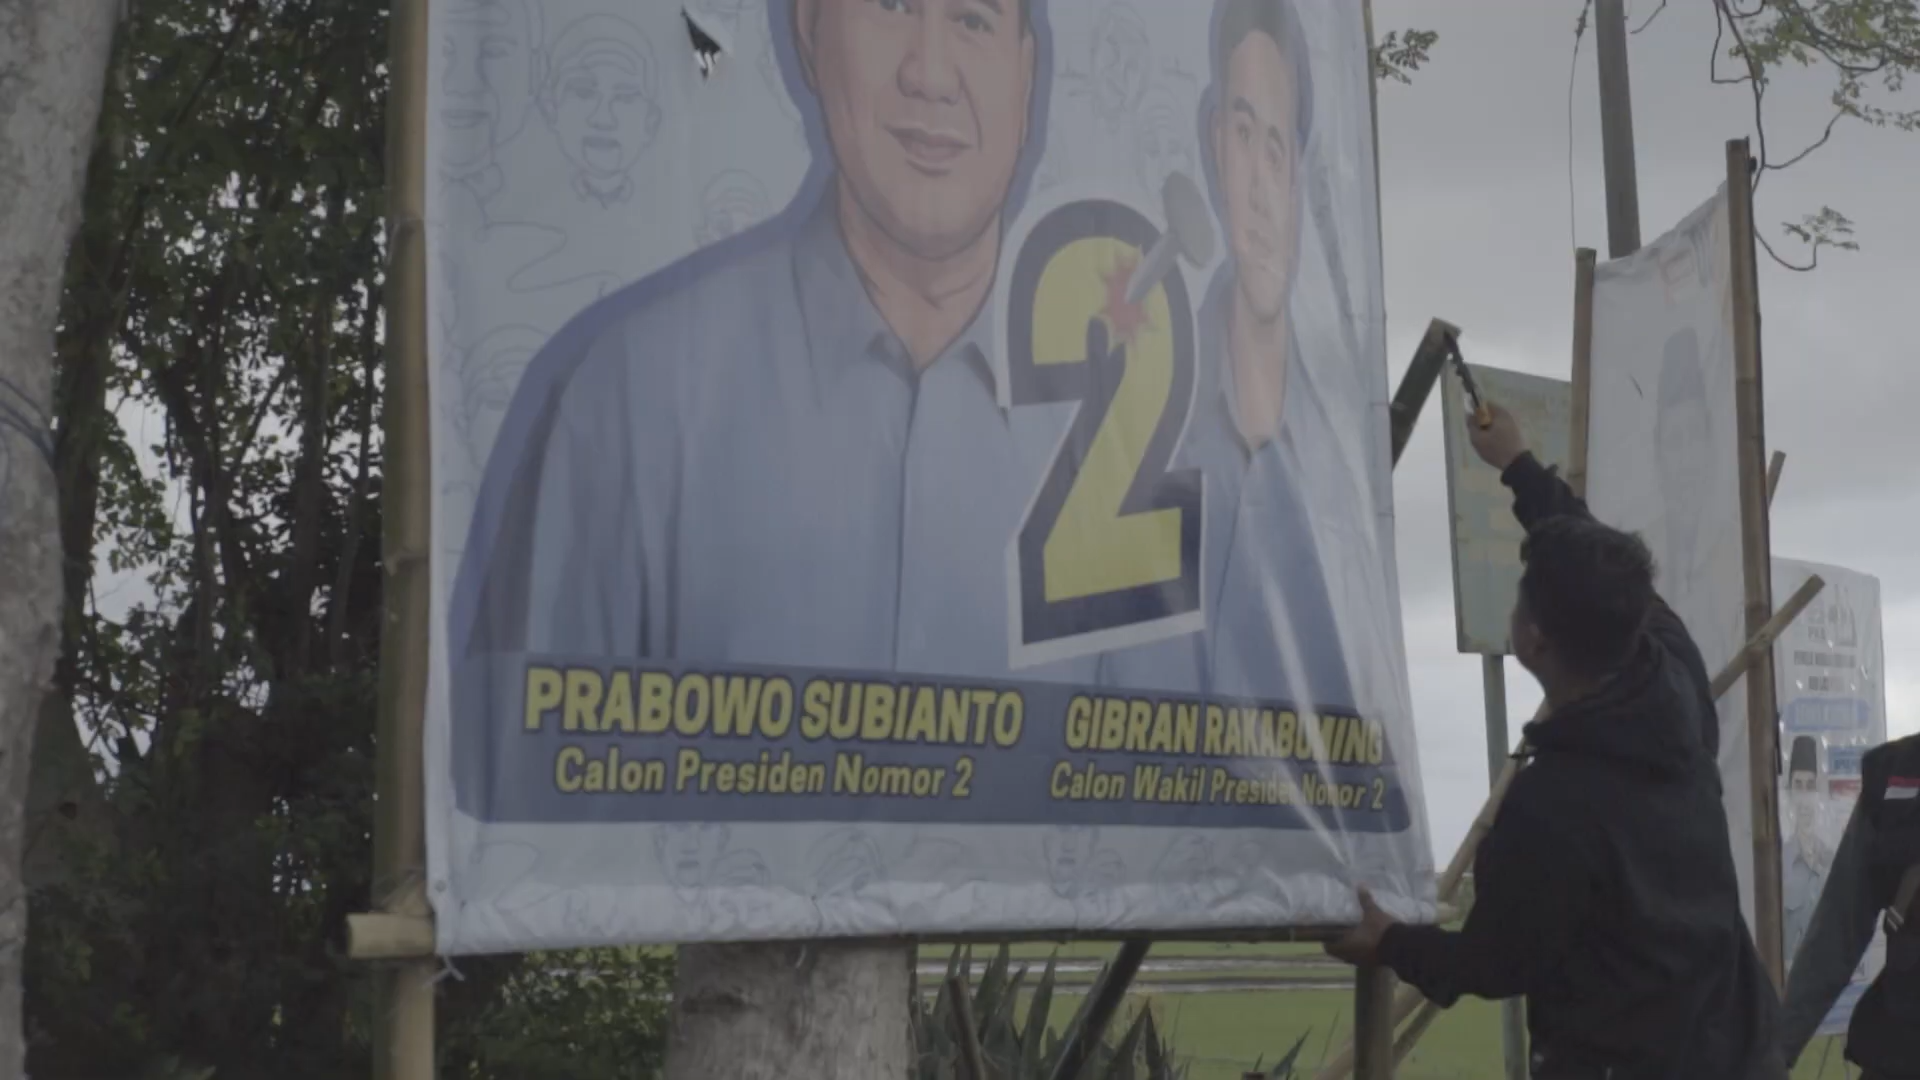 2
PRABOWO SUBIANTO
Calon Presiden Nomor 2
GIBRAN RAKABUMING
Calon Wakil Presiden Nomor 2